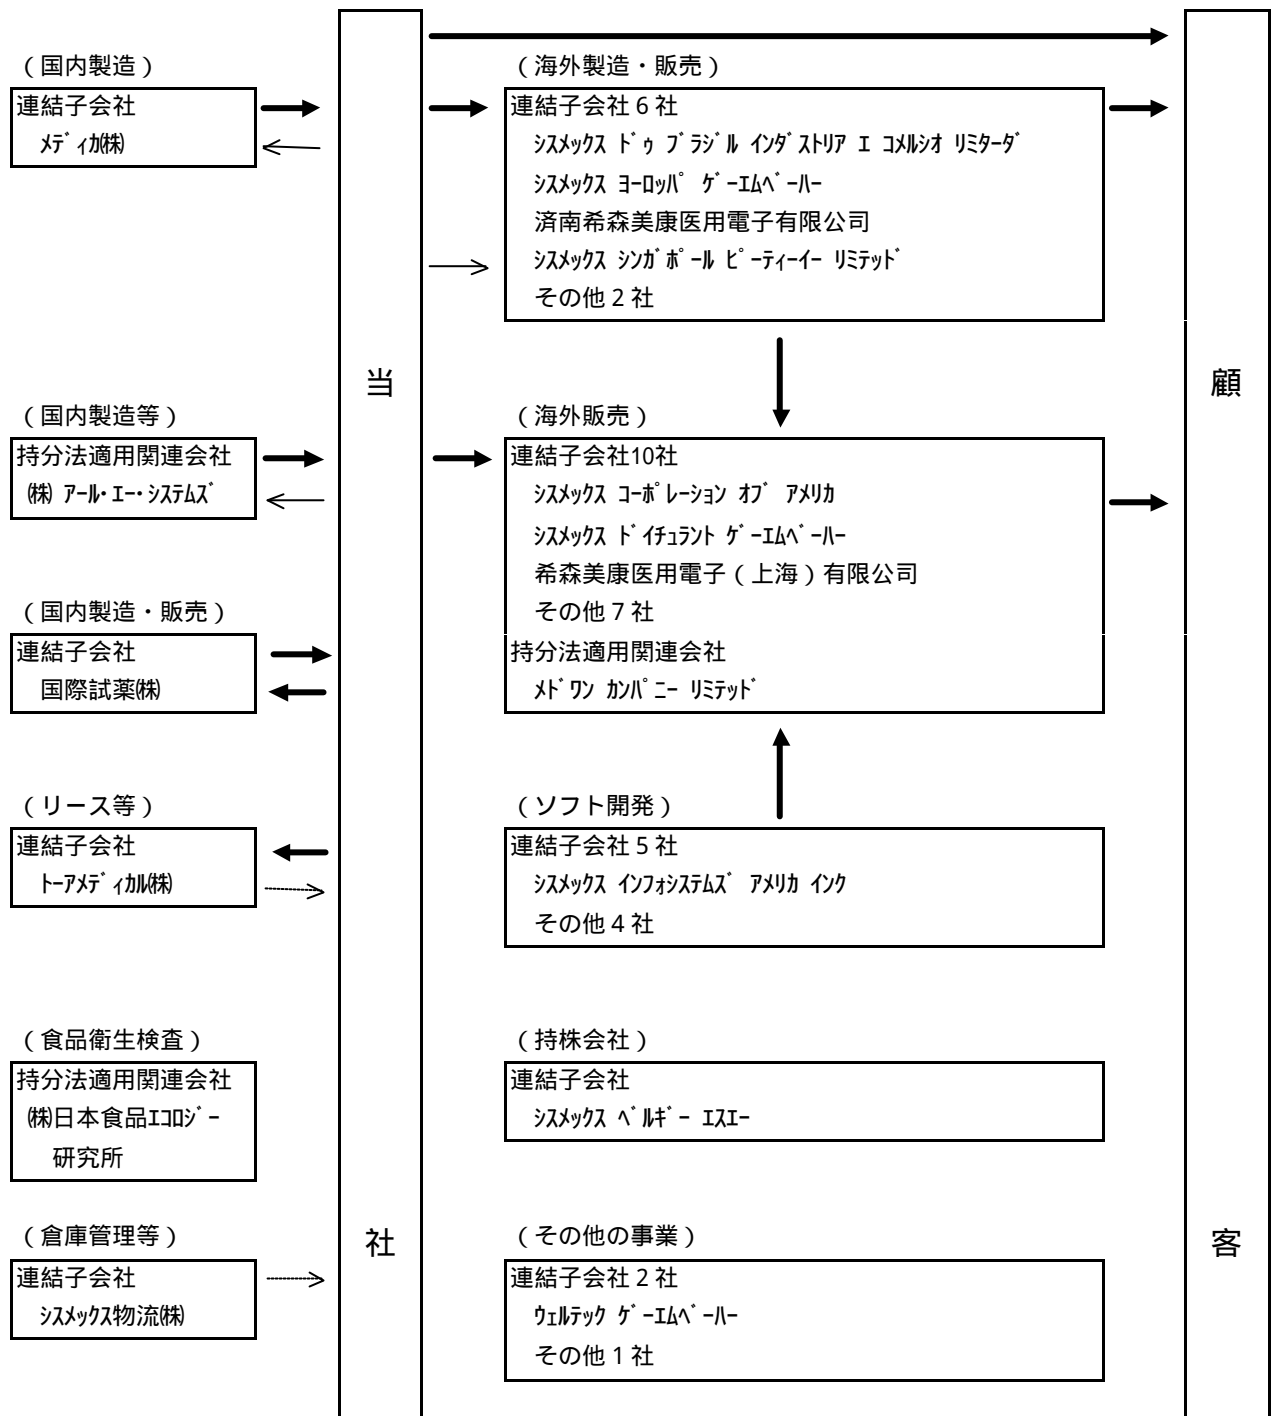 （国内製造）
連結子会社
ﾒﾃﾞｨｶ㈱
（国内製造等）
持分法適用関連会社
㈱ ｱｰﾙ･ｴｰ･ｼｽﾃﾑｽﾞ
（国内製造・販売）
連結子会社
国際試薬㈱
（リース等）
連結子会社
ﾄｰｱﾒﾃﾞｨｶﾙ㈱
（食品衛生検査）
持分法適用関連会社
㈱日本食品ｴｺﾛｼﾞｰ
研究所
（倉庫管理等）
連結子会社
ｼｽﾒｯｸｽ物流㈱
当
社
（海外製造・販売）
連結子会社６社
ｼｽﾒｯｸｽ ﾄﾞｩ ﾌﾞﾗｼﾞﾙ ｲﾝﾀﾞｽﾄﾘｱ ｴ ｺﾒﾙｼｵ ﾘﾐﾀｰﾀﾞ
ｼｽﾒｯｸｽ ﾖｰﾛｯﾊﾟ ｹﾞｰｴﾑﾍﾞｰﾊｰ
済南希森美康医用電子有限公司
ｼｽﾒｯｸｽ ｼﾝｶﾞﾎﾟｰﾙ ﾋﾟｰﾃｨｰｲｰ ﾘﾐﾃｯﾄﾞ
その他２社
（海外販売）
連結子会社10社
ｼｽﾒｯｸｽ ｺｰﾎﾟﾚｰｼｮﾝ ｵﾌﾞ ｱﾒﾘｶ
ｼｽﾒｯｸｽ ﾄﾞｲﾁｭﾗﾝﾄ ｹﾞｰｴﾑﾍﾞｰﾊｰ
希森美康医用電子（上海）有限公司
その他７社
持分法適用関連会社
ﾒﾄﾞﾜﾝ ｶﾝﾊﾟﾆｰ ﾘﾐﾃｯﾄﾞ
（ソフト開発）
連結子会社５社
ｼｽﾒｯｸｽ ｲﾝﾌｫｼｽﾃﾑｽﾞ ｱﾒﾘｶ ｲﾝｸ
その他４社
（持株会社）
連結子会社
ｼｽﾒｯｸｽ ﾍﾞﾙｷﾞｰ ｴｽｴｰ
（その他の事業）
連結子会社２社
ｳｪﾙﾃｯｸ ｹﾞｰｴﾑﾍﾞｰﾊｰ
その他１社
顧
客